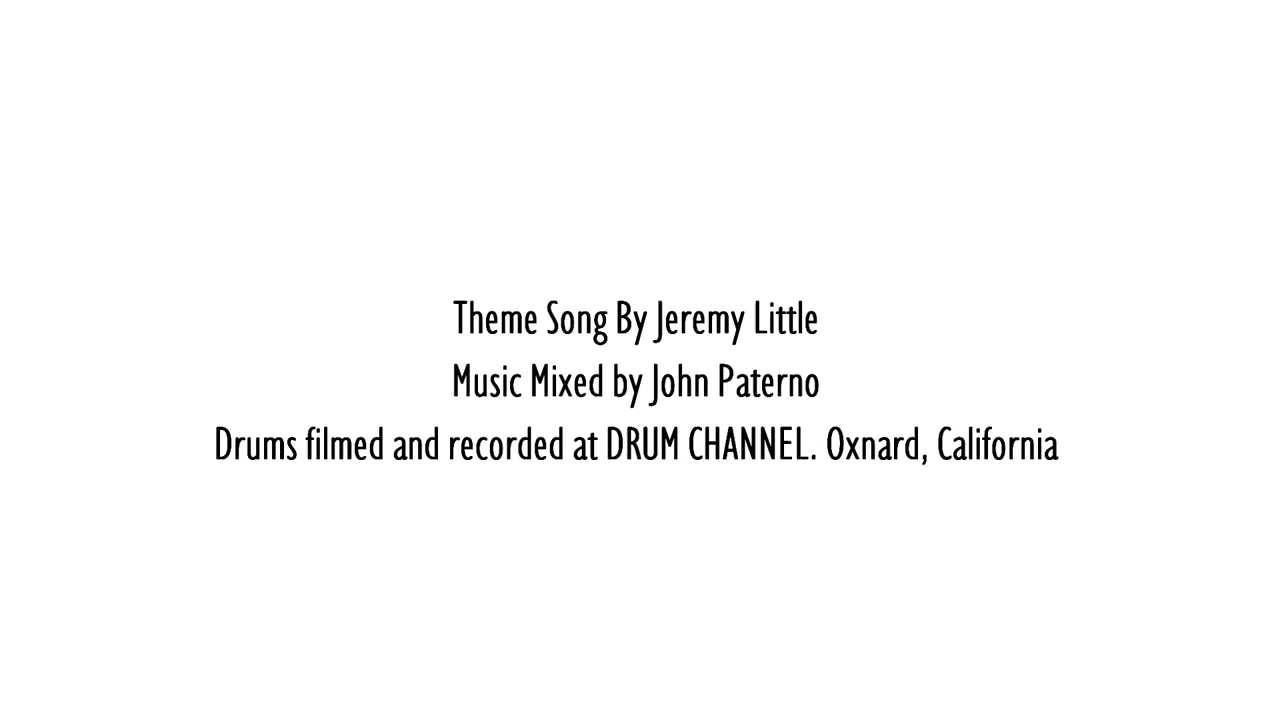 Theme Song By Jeremy Little
Music Mixed by John Paterno
Drums filmed and recorded at DRUM CHANNEL. Oxnard, California